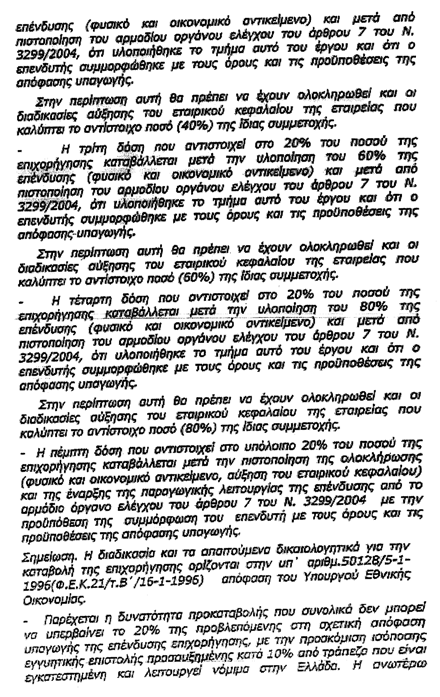 επένδυσης (φυσικό και οικονομικό αντικείμενο) και μετά από
πιστοποίηση του αρμοδίου οργάνου ελέγχου του άρθρου 7 του Ν.
3299/2004, ότι υλοποιήθηκε το τμήμα αυτό του έργου και ότι ο
επενδυτής συμμορφώθηκε με τους όρους και τις προϋποθέσεις της
απόφασης υπαγωγής.
Στην περίπτωση αυτή θα πρέπει να έχουν ολοκληρωθεί και οι
διαδικασίες αύξησης του εταιρικού κεφαλαίου της εταιρείας που
καλύπτει το αντίστοιχο ποσό (40%) της ίδιας συμμετοχής.
- Η τρίτη δόση που αντιστοιχεί στο 20% του ποσού της
επιχορήγησης καταβάλλεται μετά την υλοποίηση του 60% της
επένδυσης (φυσικό και οικονομικό αντικείμενο) και μετά από
πιστοποίηση του αρμοδίου οργάνου ελέγχου του άρθρου 7 του Ν.
3299/2004, ότι υλοποιήθηκε το τμήμα αυτό του έργου και ότι ο
επενδυτής συμμορφώθηκε με τους όρους και τις προϋποθέσεις της
απόφασης υπαγωγής.
Στην περίπτωση αυτή θα πρέπει να έχουν ολοκληρωθεί και οι
διαδικασίες αύξησης του εταιρικού κεφαλαίου της εταιρείας που
καλύπτει το αντίστοιχο ποσό (60%) της ίδιας συμμετοχής.
- Η τέταρτη δόση που αντιστοιχεί στο 20% του ποσού της
επιχορήγησης καταβάλλεται μετά την υλοποίηση του 80% της
επένδυσης (φυσικό και οικονομικό αντικείμενο) και μετά από
πιστοποίηση του αρμοδίου οργάνου ελέγχου του άρθρου 7 του Ν.
3299/2004, ότι υλοποιήθηκε το τμήμα αυτό του έργου και ότι ο
επενδυτής συμμορφώθηκε με τους όρους και τις προϋποθέσεις της
απόφασης υπαγωγής.
Στην περίπτωση αυτή θα πρέπει να έχουν ολοκληρωθεί και οι
διαδικασίες αύξησης του εταιρικού κεφαλαίου της εταιρείας που
καλύπτει το αντίστοιχο ποσό (80%) της ίδιας συμμετοχής.
- Η πέμπτη δόση που αντιστοιχεί στο υπόλοιπο 20% του ποσού της
επιχορήγησης καταβάλλεται μετά την πιστοποίηση της ολοκλήρωσης
(φυσικό και οικονομικό αντικείμενο, αύξηση του εταιρικού κεφαλαίου)
και της έναρξης της παραγωγικής λειτουργίας της επένδυσης από το
αρμόδιο όργανο ελέγχου του άρθρου 7 του Ν. 3299/2004 με την
προϋπόθεση της συμμόρφωση του επενδυτή με τους όρους και τις
προϋποθέσεις της απόφασης υπαγωγής.
Σημείωση. Η διαδικασία και τα απαιτούμενα δικαιολογητικά για την
καταβολή της επιχορήγησης ορίζονται στην υπ΄ αριθμ.50128/5-1-
1996(Φ.Ε.Κ.21/τ.Β΄/16-1-1996) απόφαση του Υπουργού Εθνικής
Οικονομίας.
- Παρέχεται η δυνατότητα προκαταβολής που συνολικά δεν μπορεί
να υπερβαίνει το 20% της προβλεπόμενης στη σχετική απόφαση
υπαγωγής της επένδυσης επιχορήγησης, με την προσκόμιση ισόποσης
εγγυητικής επιστολής προσαυξημένης κατά 10% από τράπεζα που είναι
εγκατεστημένη και λειτουργεί νόμιμα στην Ελλάδα. Η ανωτέρω